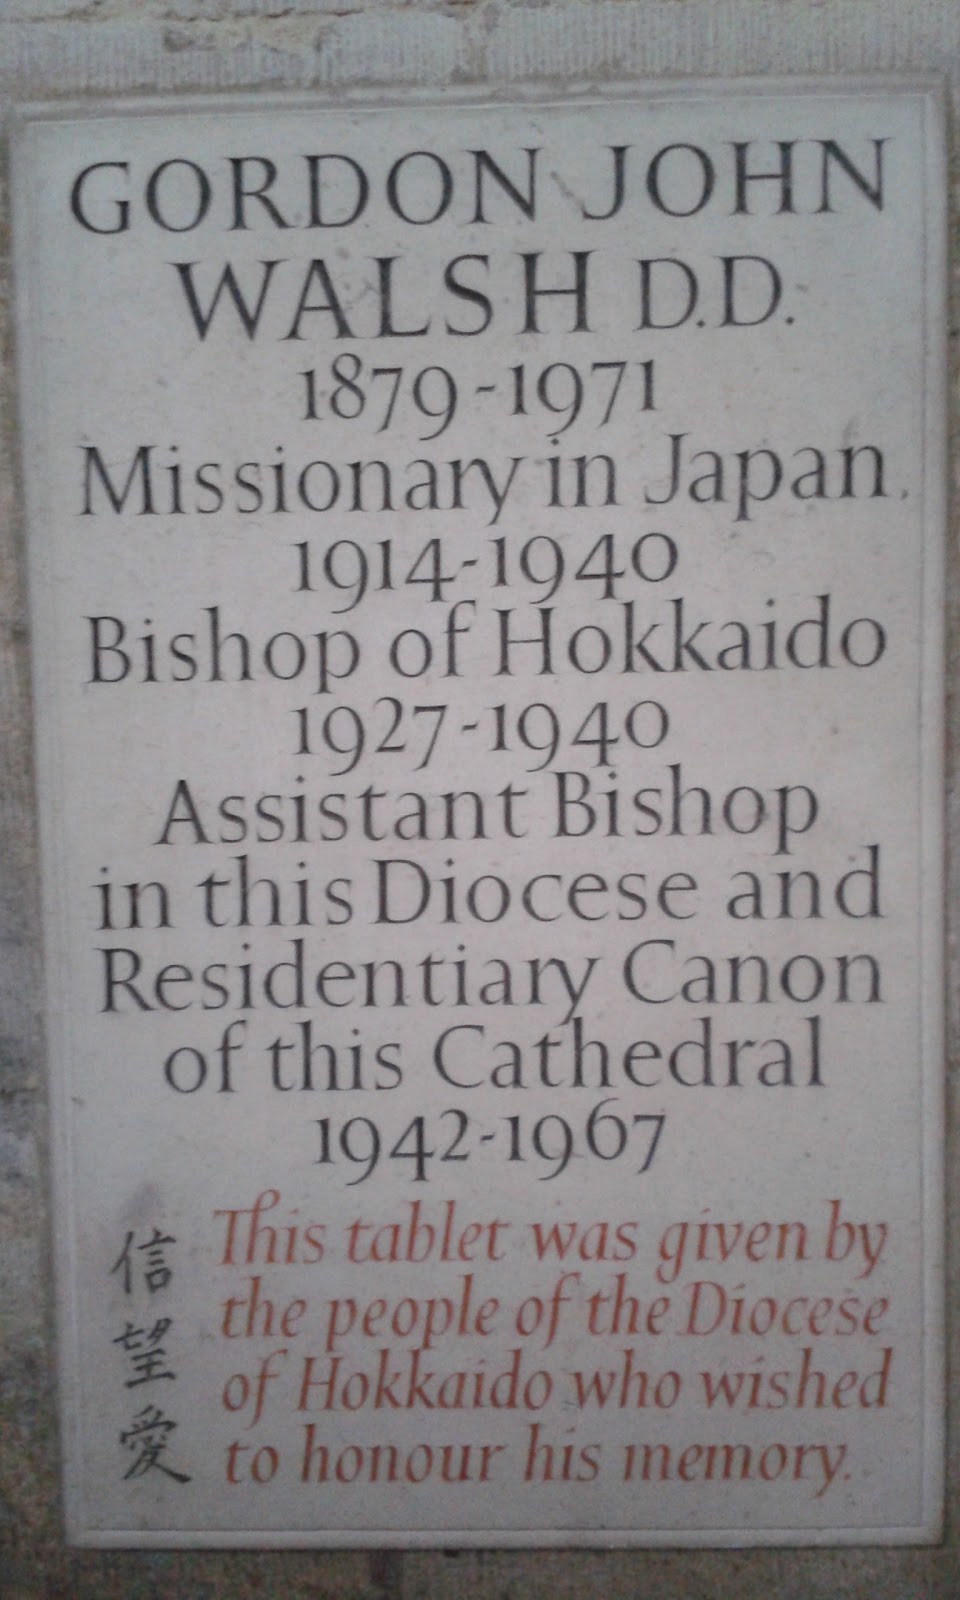 GORDON JOHN
WALSH D.D.
1879-1971
Missionary in Japan
1914-1940
Bishop of Hokkaido
1927-1940
Assistant Bishop
in this Diocese and
Residentiary Canon
of this Cathedral
1942-1967
信望愛
This tablet was given by
the people of the Diocese
of Hokkaido who wished
to honour his memory.